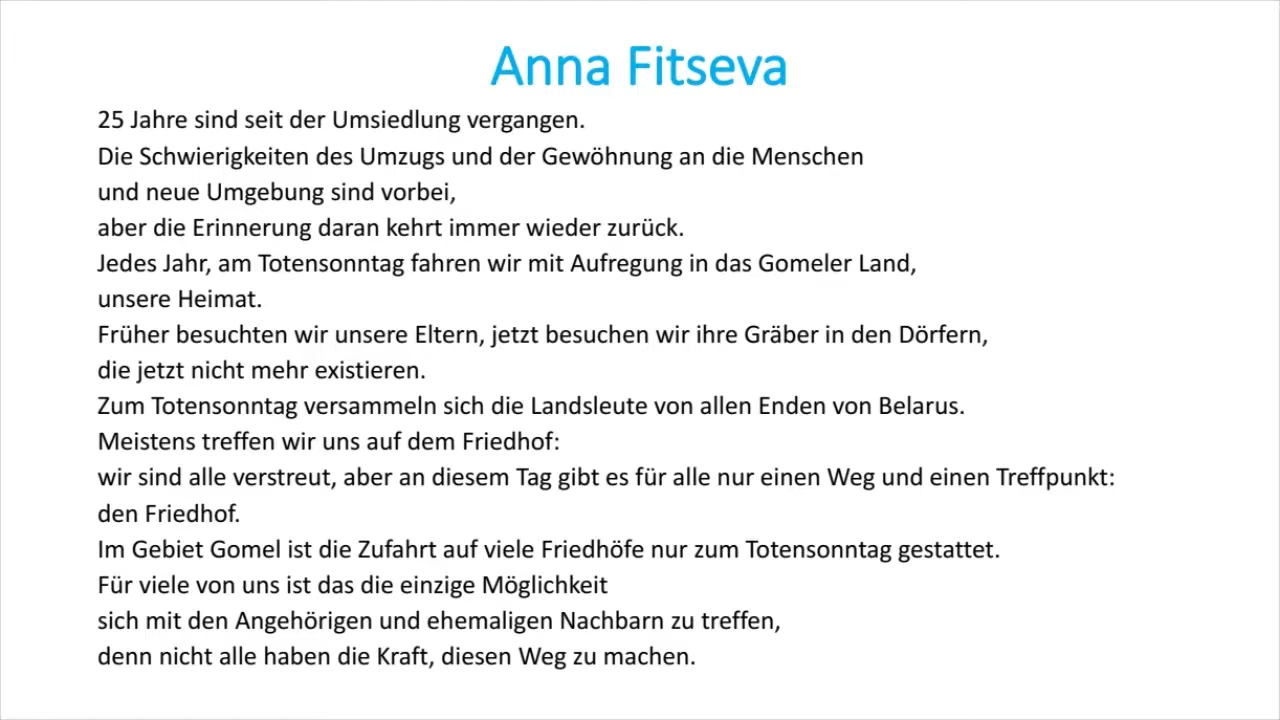 Anna Fitseva
25 Jahre sind seit der Umsiedlung vergangen.
Die Schwierigkeiten des Umzugs und der Gewöhnung an die Menschen
und neue Umgebung sind vorbei,
aber die Erinnerung daran kehrt immer wieder zurück.
Jedes Jahr, am Totensonntag fahren wir mit Aufregung in das Gomeler Land,
unsere Heimat.
Früher besuchten wir unsere Eltern, jetzt besuchen wir ihre Gräber in den Dörfern,
die jetzt nicht mehr existieren.
Zum Totensonntag versammeln sich die Landsleute von allen Enden von Belarus.
Meistens treffen wir uns auf dem Friedhof:
wir sind alle verstreut, aber an diesem Tag gibt es für alle nur einen Weg und einen Treffpunkt:
den Friedhof.
Im Gebiet Gomel ist die Zufahrt auf viele Friedhöfe nur zum Totensonntag gestattet.
Für viele von uns ist das die einzige Möglichkeit
sich mit den Angehörigen und ehemaligen Nachbarn zu treffen,
denn nicht alle haben die Kraft, diesen Weg zu machen.